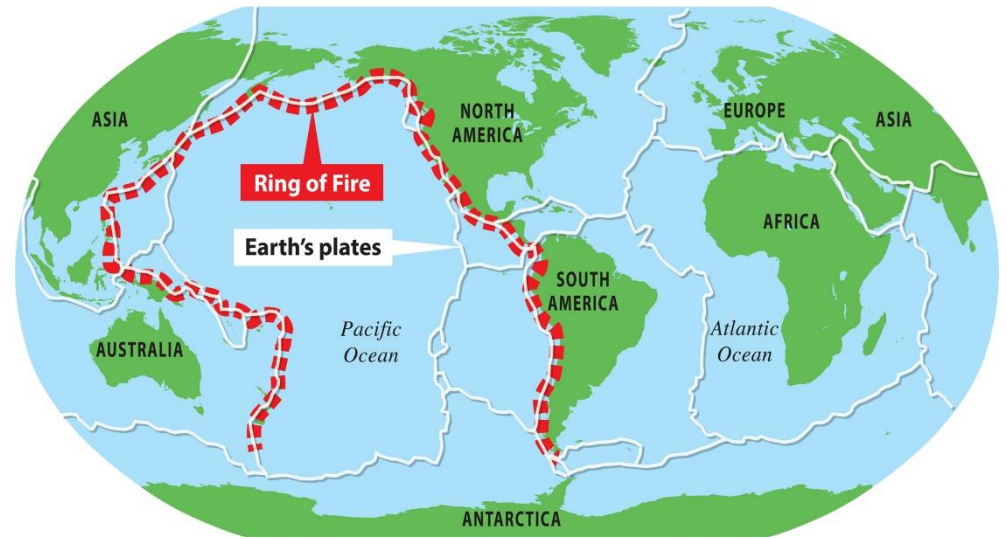 ASIA
NORTH
AMERICA
EUROPE
ASIA
Ring of Fire
AFRICA
Earth's plates
SOUTH
AMERICA
Pacific
Ocean
Atlantic
Ocean
AUSTRALIA
ANTARCTICA